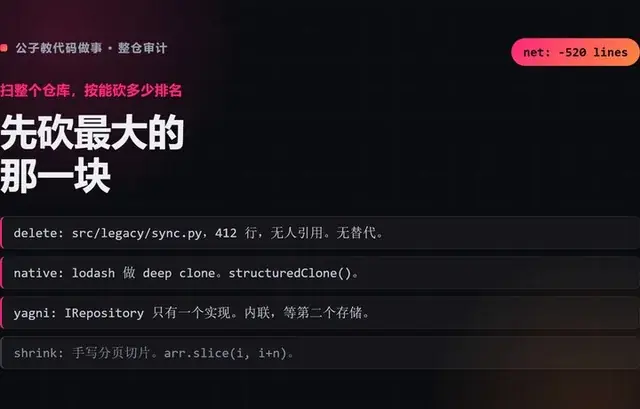 公子教代码做事 • 整仓审计
net: -520 lines
扫整个仓库，按能砍多少排名
先砍最大的
那一块
delete: src/legacy/sync.py，412 行，无人引用。无替代。
native: lodash 做 deep clone。structuredClone()。
yagni: IRepository 只有一个实现。内联，等第二个存储。
shrink: 手写分页切片。arr.slice(i, i+n)。